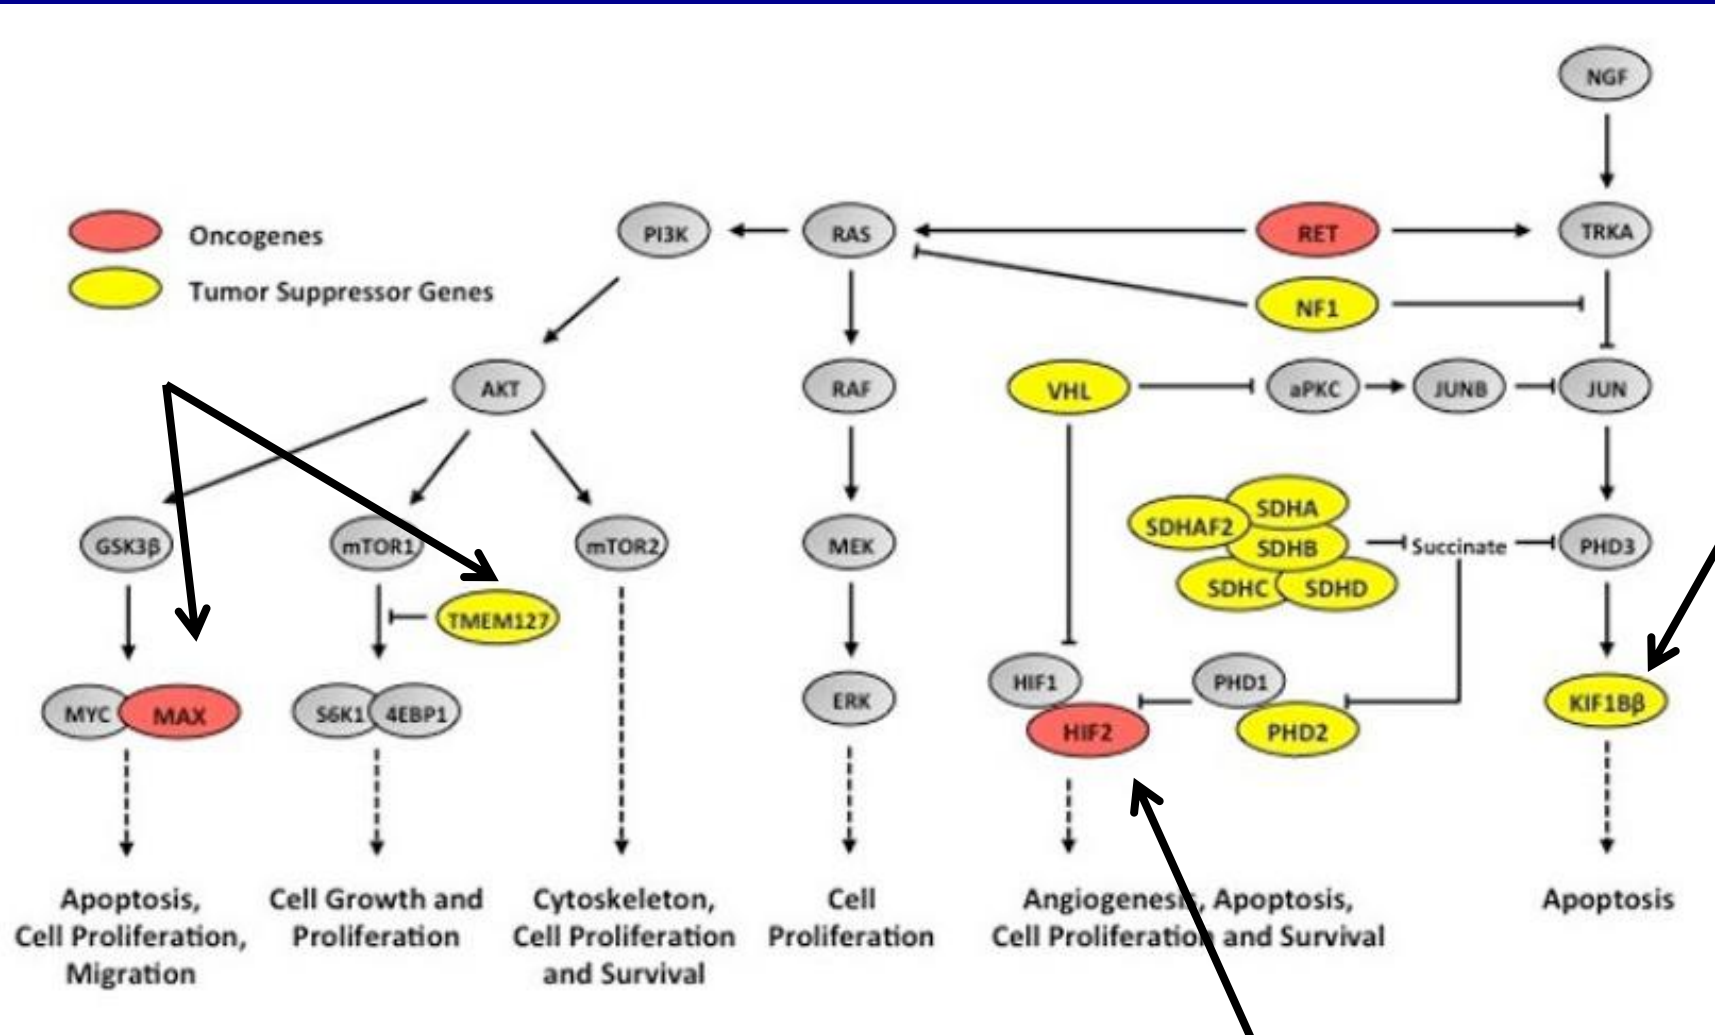 NGF
Oncogenes
Tumor Suppressor Genes
PI3K
RAS
RET
TRKA
NF1
AKT
RAF
VHL
aPKC
JUNB
JUN
GSK3β
mTOR1
mTOR2
MEK
SDHAF2
SDHA
SDHB
SDHC
SDHD
Succinate
PHD3
TMEM127
MYC
MAX
S6K1
4EBP1
ERK
HIF1
HIF2
PHD1
PHD2
KIF1Bβ
Apoptosis,
Cell Proliferation,
Migration
Cell Growth and
Proliferation
Cytoskeleton,
Cell Proliferation
and Survival
Cell
Proliferation
Angiogenesis, Apoptosis,
Cell Proliferation and Survival
Apoptosis